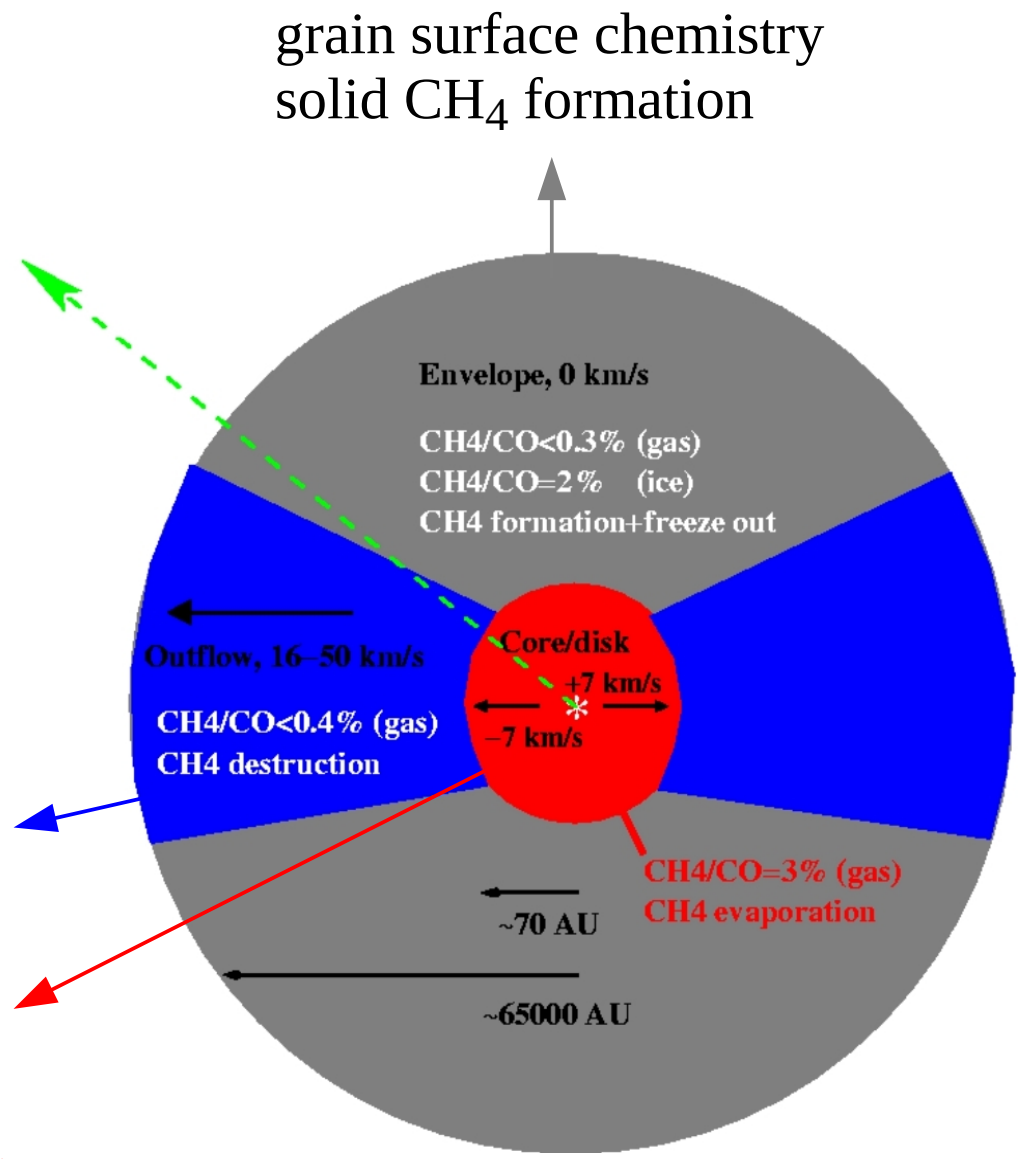 grain surface chemistry
solid CH₄ formation
Envelope, 0 km/s
CH4/CO<0.3% (gas)
CH4/CO=2% (ice)
CH4 formation+freeze out
Core/disk
+7 km/s
−7 km/s
Outflow, 16−50 km/s
CH4/CO<0.4% (gas)
CH4 destruction
CH4/CO=3% (gas)
CH4 evaporation
~70 AU
~65000 AU